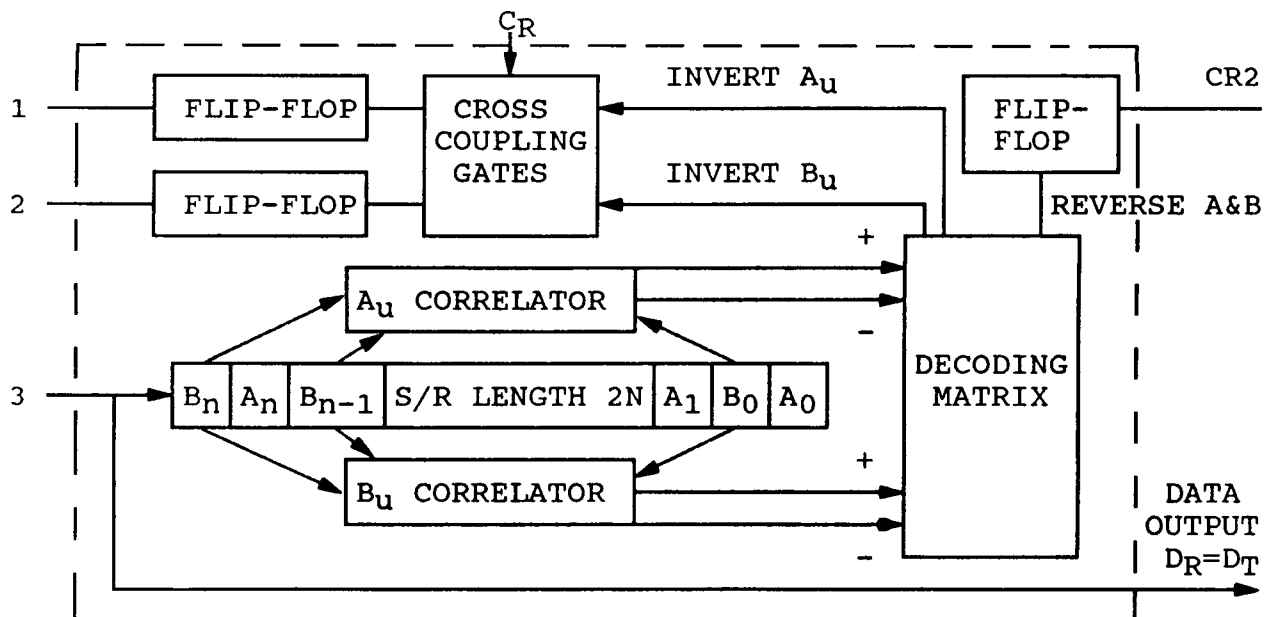 C_R
1
FLIP-FLOP
CROSS
COUPLING
GATES
INVERT A_u
FLIP-
FLOP
CR2
2
FLIP-FLOP
INVERT B_u
REVERSE A&B
+
A_u CORRELATOR
-
3
B_n
A_n
B_n-1
S/R LENGTH 2N
A_1
B_0
A_0
DECODING
MATRIX
+
B_u CORRELATOR
-
DATA
OUTPUT
D_R=D_T